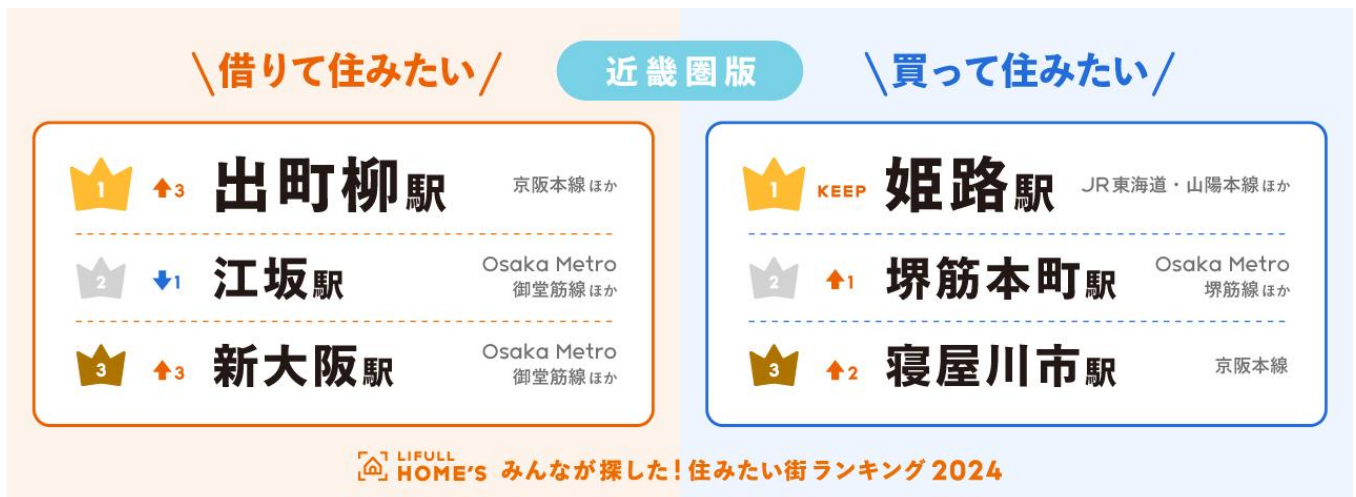 \借りて住みたい/
近畿圏版
\買って住みたい/
1 ↑3 出町柳駅 京阪本線ほか
2 ↓1 江坂駅 Osaka Metro
御堂筋線ほか
3 ↑3 新大阪駅 Osaka Metro
御堂筋線ほか
1 KEEP 姫路駅 JR東海道・山陽本線ほか
2 ↑1 堺筋本町駅 Osaka Metro
堺筋線ほか
3 ↑2 寝屋川市駅 京阪本線
LIFULL
HOME'S みんなが探した!住みたい街ランキング2024